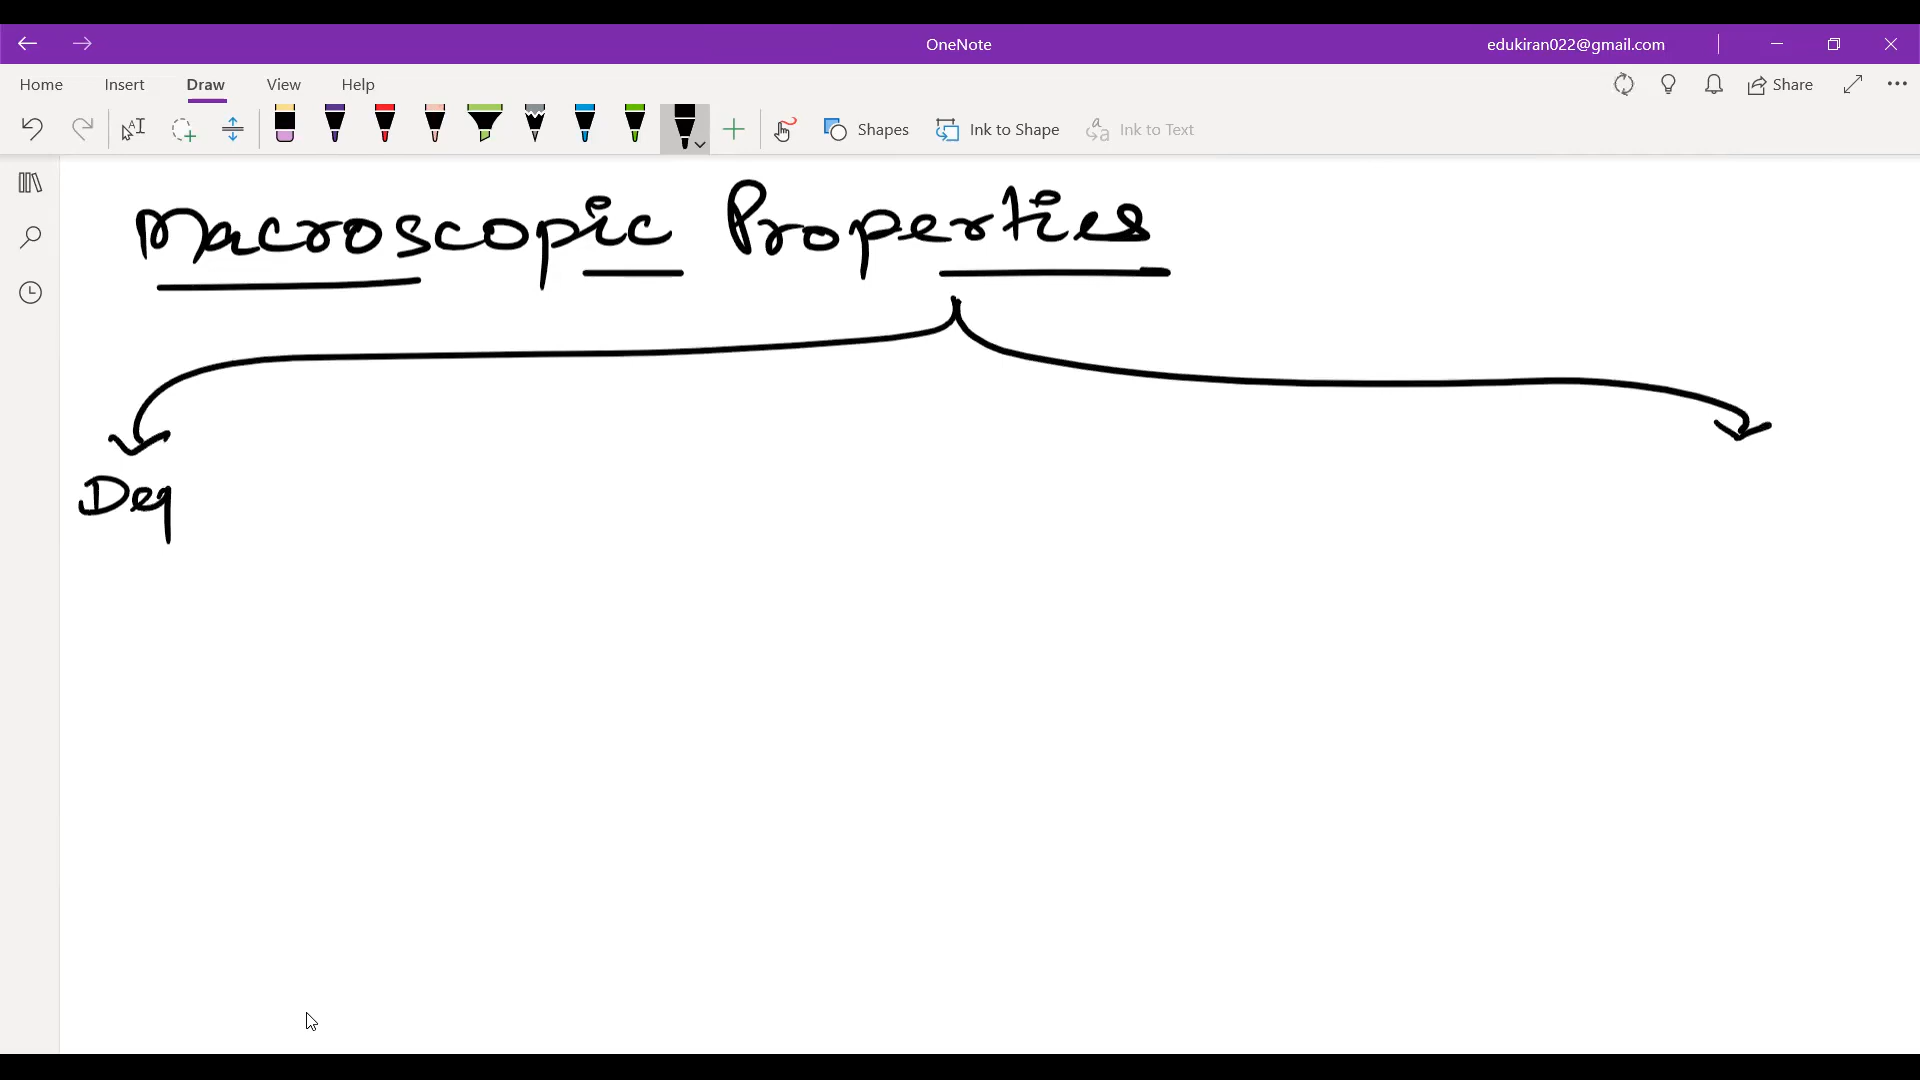 OneNote
edukiran022@gmail.com
Home Insert Draw View Help
Share
Shapes Ink to Shape Ink to Text
Macroscopic Properties
Deq